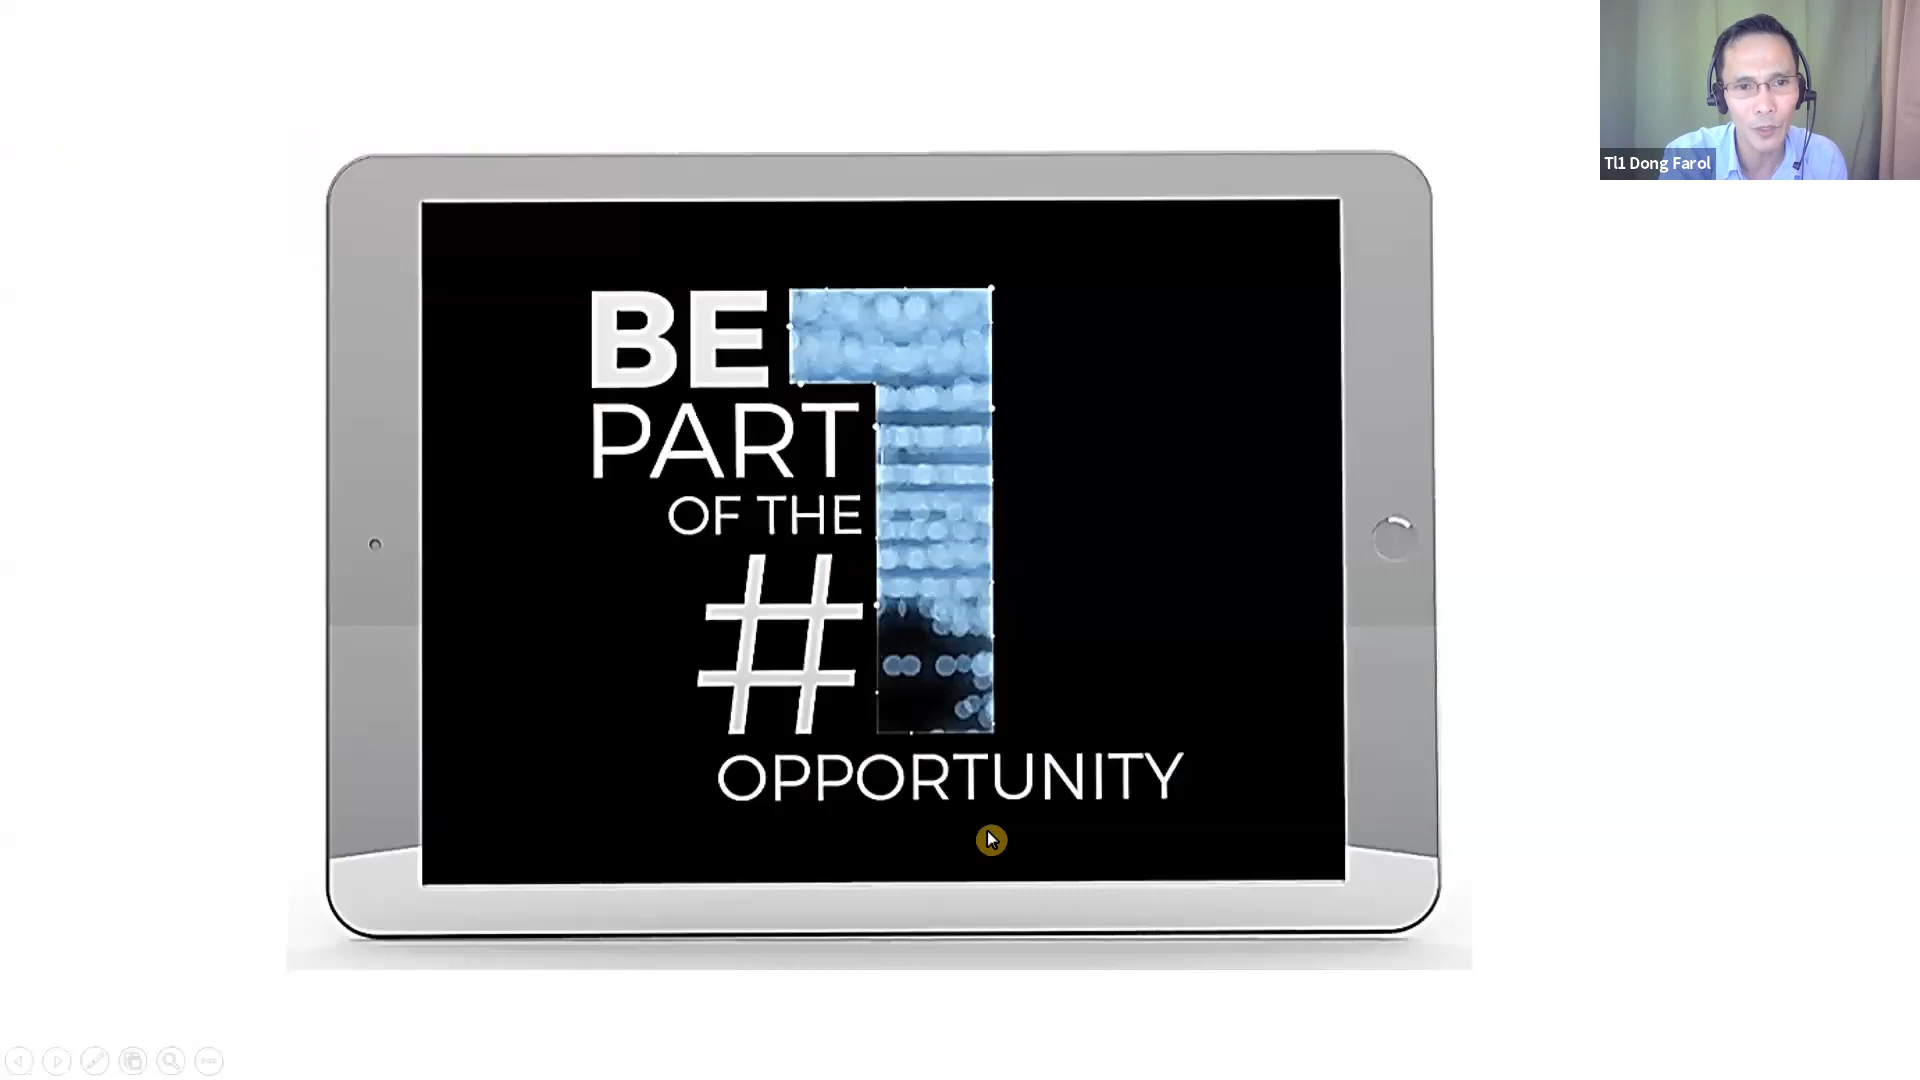 Tl1 Dong Farol
BE
PART
OF THE
#1
OPPORTUNITY